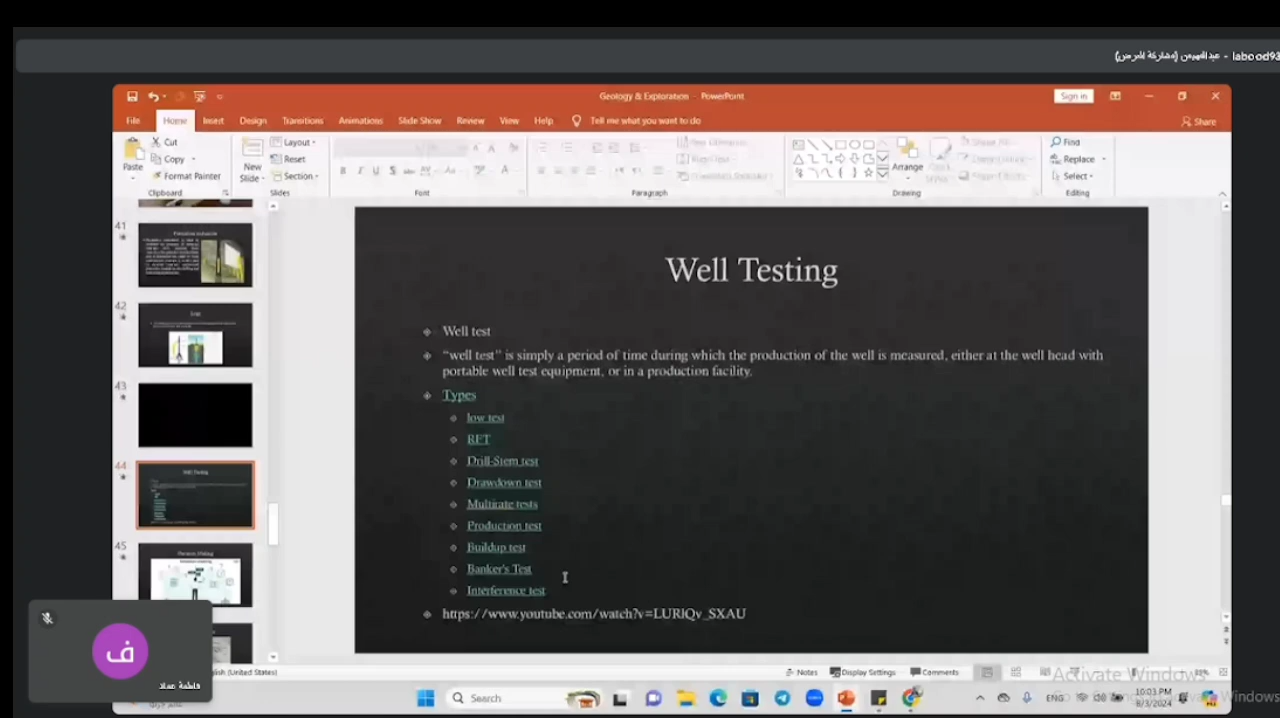 labood93 - عبدالمهيمن (مشاركة العرض)
Geology & Exploration - PowerPoint
Sign in
File Home Insert Design Transitions Animations Slide Show Review View Help Tell me what you want to do
Share
Paste
Cut
Copy
Format Painter
Clipboard
New Slide
Layout
Reset
Section
Slides
Font
Paragraph
Arrange
Drawing
Find
Replace
Select
Editing
41
42
43
44
45
Well Testing
Well test
“well test” is simply a period of time during which the production of the well is measured, either at the well head with
portable well test equipment, or in a production facility.
Types
low test
RFT
Drill-Stem test
Drawdown test
Multirate tests
Production test
Buildup test
Banker's Test
Interference test
https://www.youtube.com/watch?v=LURlQv_SXAU
ف
فاطمة عماد
(United States)
Notes
Display Settings
Comments
Activate Windows
Search
ENG
10:03 PM
8/3/2024